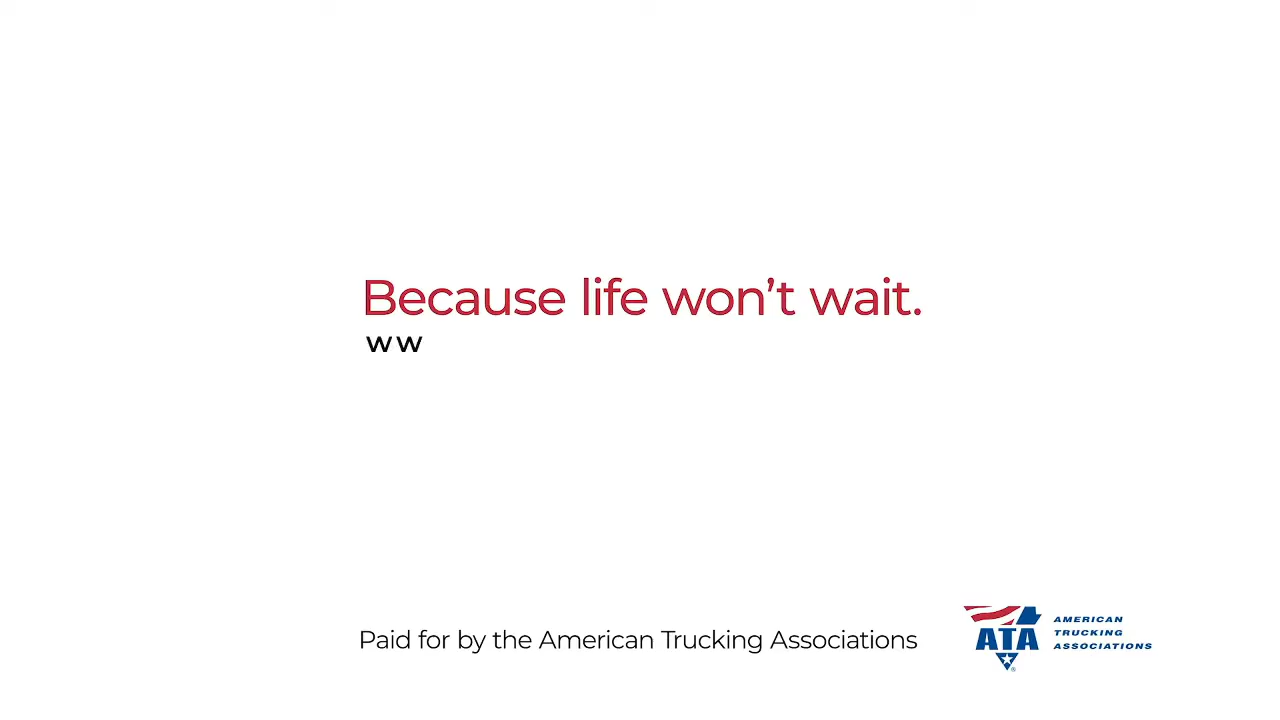 Because life won’t wait.
ww
Paid for by the American Trucking Associations
ATA
AMERICAN
TRUCKING
ASSOCIATIONS